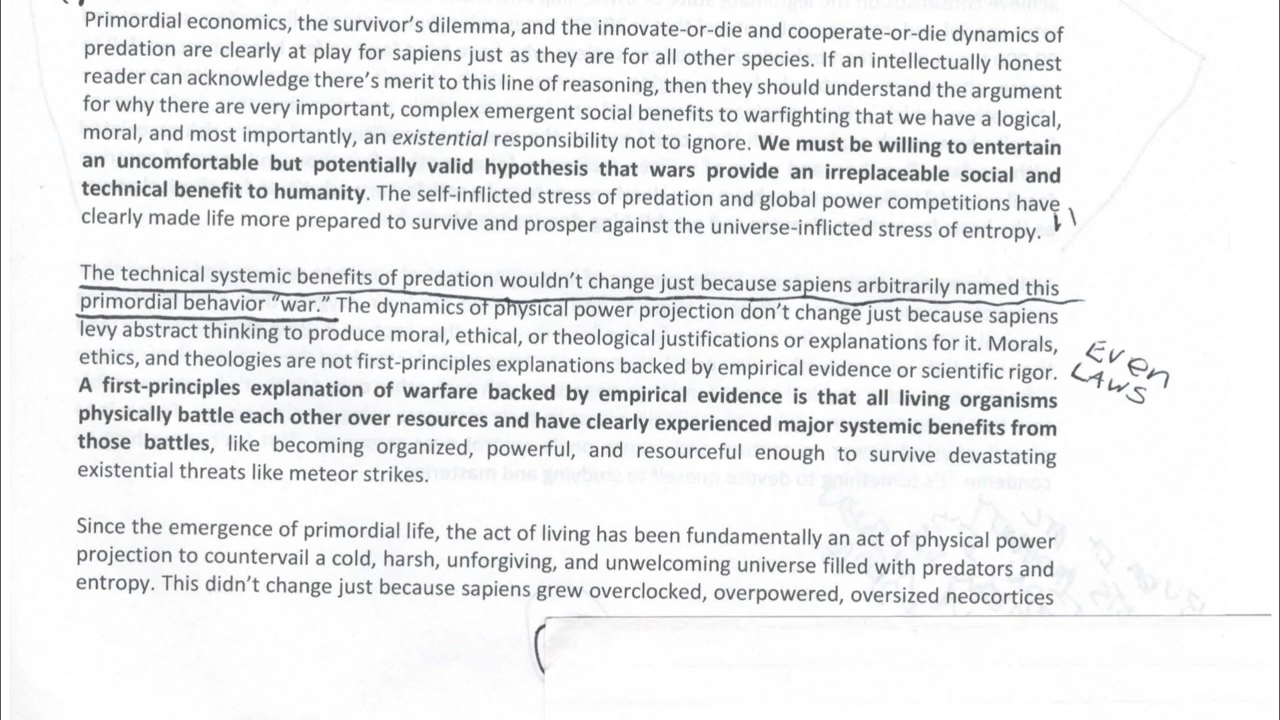 Primordial economics, the survivor's dilemma, and the innovate-or-die and cooperate-or-die dynamics of
predation are clearly at play for sapiens just as they are for all other species. If an intellectually honest
reader can acknowledge there's merit to this line of reasoning, then they should understand the argument
for why there are very important, complex emergent social benefits to warfighting that we have a logical,
moral, and most importantly, an existential responsibility not to ignore. We must be willing to entertain
an uncomfortable but potentially valid hypothesis that wars provide an irreplaceable social and
technical benefit to humanity. The self-inflicted stress of predation and global power competitions have
clearly made life more prepared to survive and prosper against the universe-inflicted stress of entropy.
The technical systemic benefits of predation wouldn't change just because sapiens arbitrarily named this
primordial behavior "war." The dynamics of physical power projection don't change just because sapiens
levy abstract thinking to produce moral, ethical, or theological justifications or explanations for it. Morals,
ethics, and theologies are not first-principles explanations backed by empirical evidence or scientific rigor.
Even
Laws
A first-principles explanation of warfare backed by empirical evidence is that all living organisms
physically battle each other over resources and have clearly experienced major systemic benefits from
those battles, like becoming organized, powerful, and resourceful enough to survive devastating
existential threats like meteor strikes.
Since the emergence of primordial life, the act of living has been fundamentally an act of physical power
projection to countervail a cold, harsh, unforgiving, and unwelcoming universe filled with predators and
entropy. This didn't change just because sapiens grew overclocked, overpowered, oversized neocortices